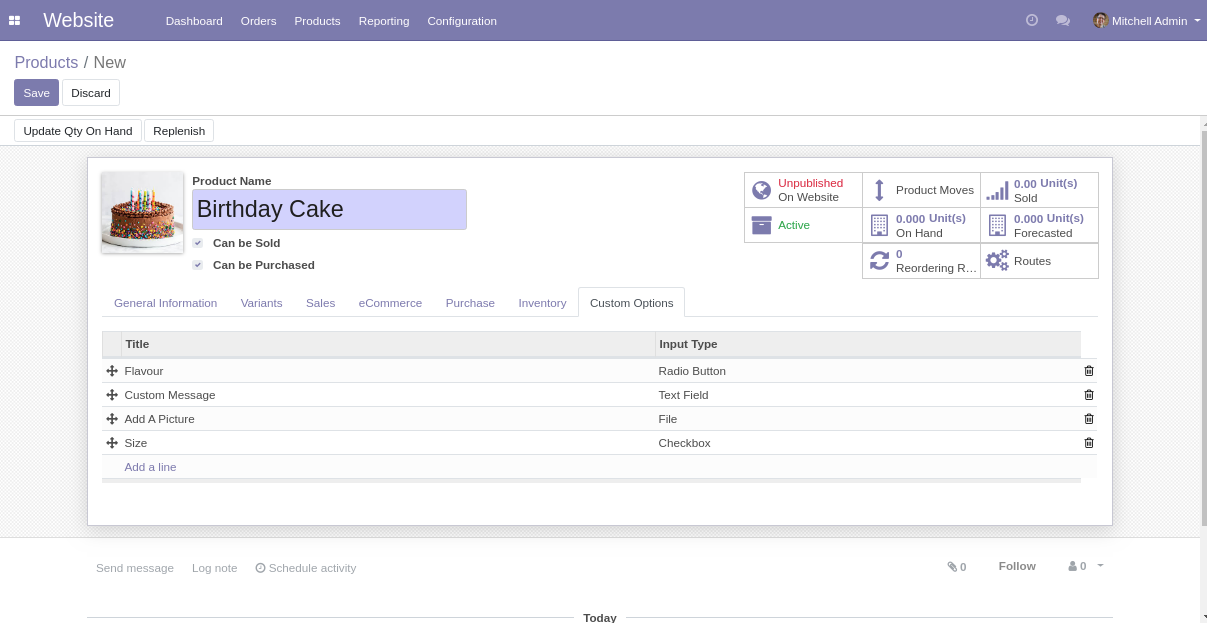 Website Dashboard Orders Products Reporting Configuration Mitchell Admin
Products / New
Save Discard
Update Qty On Hand Replenish
Product Name
Birthday Cake
Can be Sold
Can be Purchased
Unpublished
On Website
Product Moves
0.00 Unit(s)
Sold
Active
0.000 Unit(s)
On Hand
0.000 Unit(s)
Forecasted
0
Reordering R...
Routes
General Information Variants Sales eCommerce Purchase Inventory Custom Options
Title Input Type
Flavour Radio Button
Custom Message Text Field
Add A Picture File
Size Checkbox
Add a line
Send message Log note Schedule activity 0 Follow 0
Today